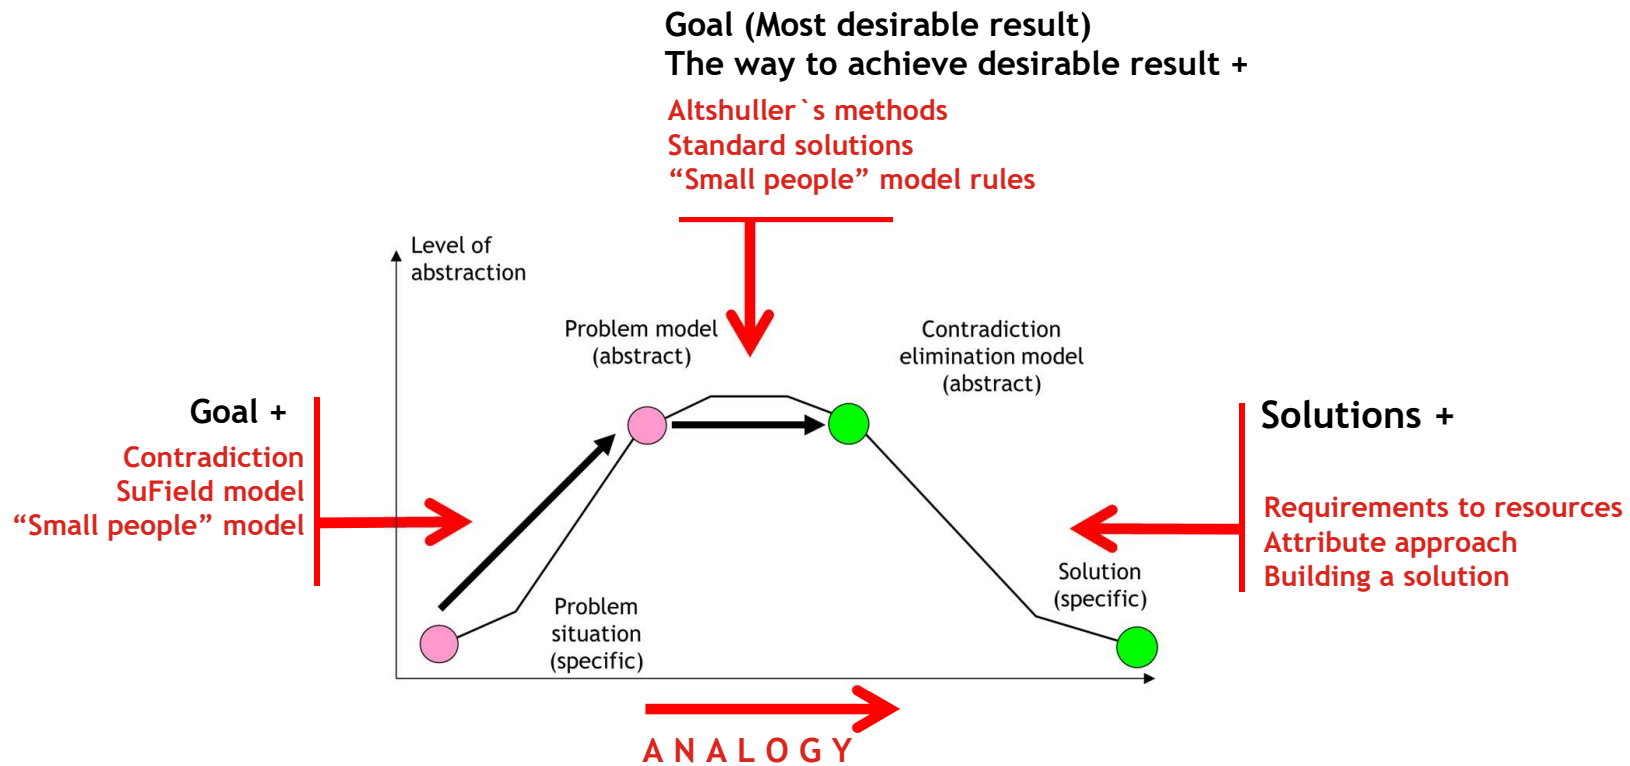 Goal (Most desirable result)
The way to achieve desirable result +
Altshuller`s methods
Standard solutions
“Small people” model rules
Level of
abstraction
Problem model
(abstract)
Contradiction
elimination model
(abstract)
Goal +
Contradiction
SuField model
“Small people” model
Solutions +
Requirements to resources
Attribute approach
Building a solution
Problem
situation
(specific)
Solution
(specific)
ANALOGY